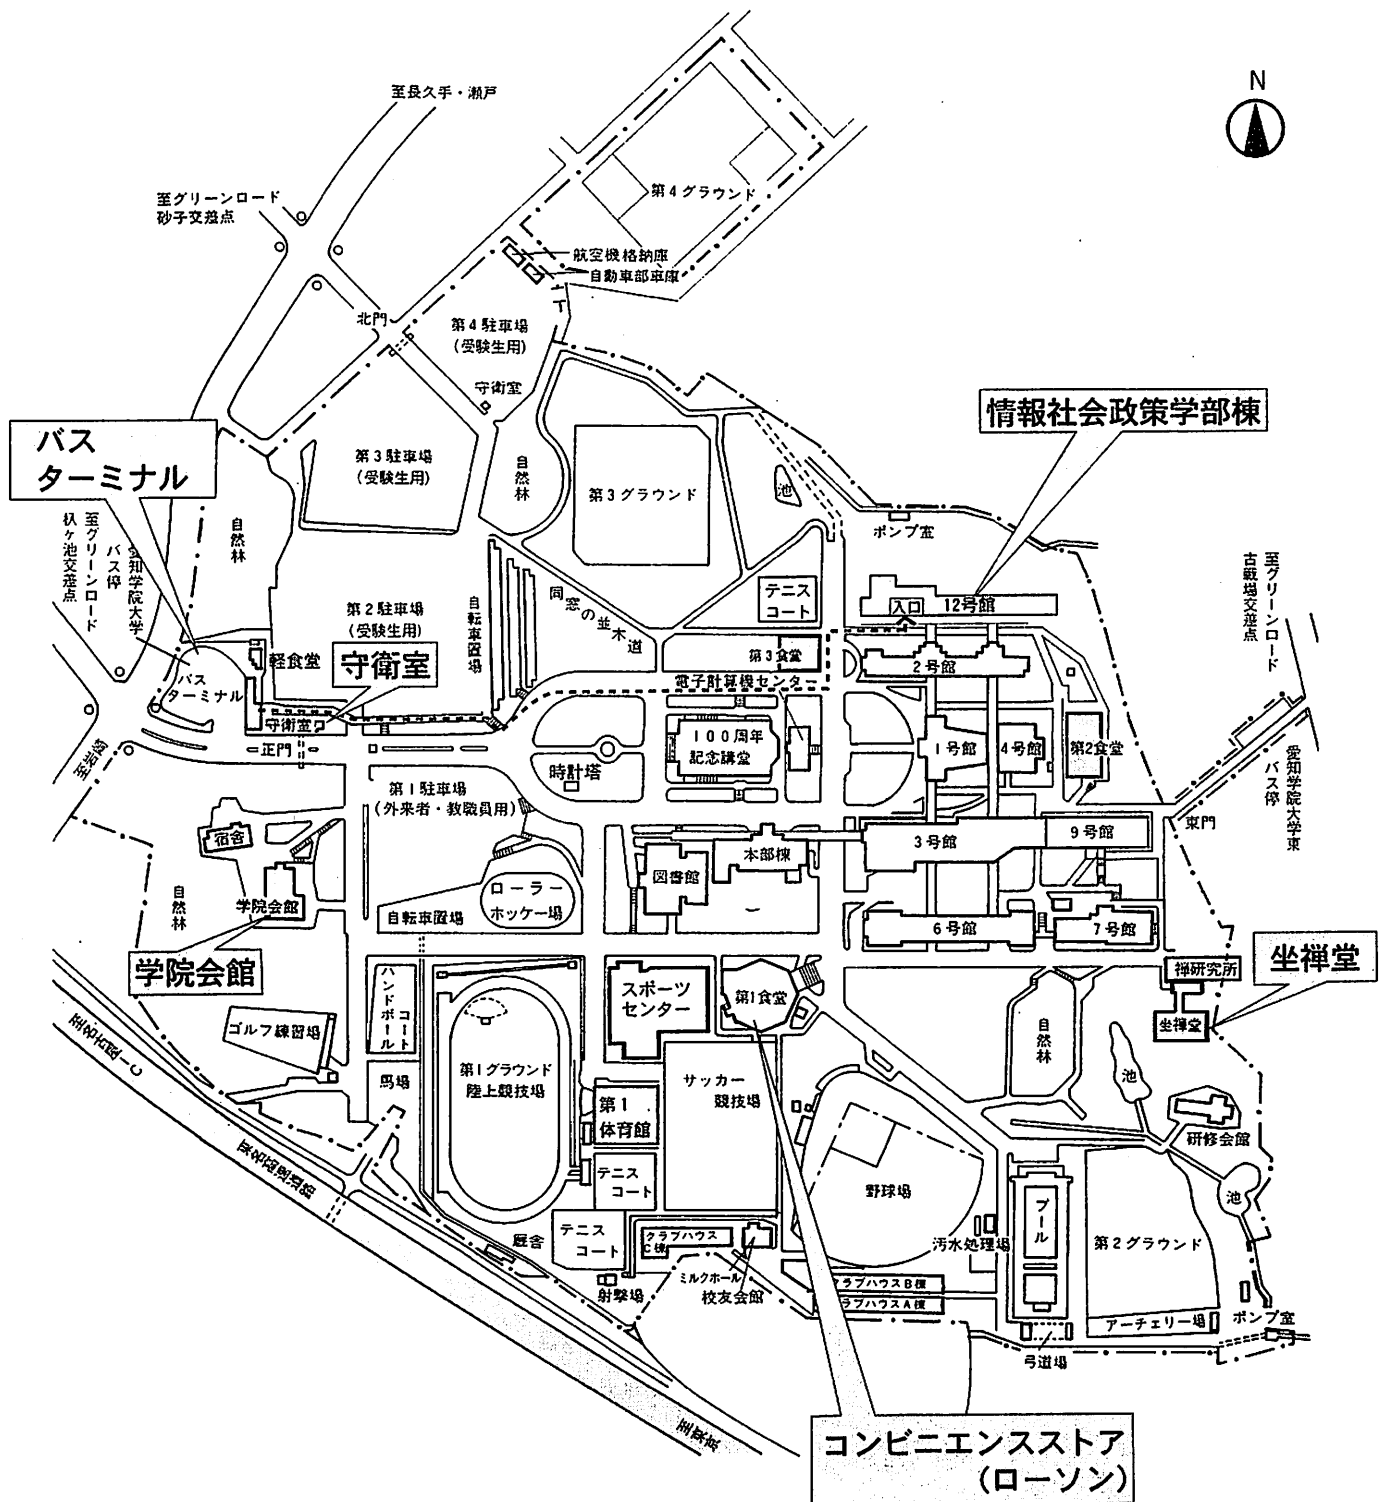 N
至長久手・瀬戸
至グリーンロード
砂子交差点
第4グラウンド
航空機格納庫
自動車部車庫
北門
第4駐車場
(受験生用)
守衛室
情報社会政策学部棟
バス
ターミナル
第3駐車場
(受験生用)
自然林
第3グラウンド
池
ポンプ室
自然林
至グリーンロード
杁ヶ池交差点
愛知学院大学
バス停
至グリーンロード
古戦場交差点
テニス
コート
入口
12号館
同窓の並木道
自転車置場
第2駐車場
(受験生用)
守衛室
軽食堂
第3食堂
2号館
バス
ターミナル
電子計算機センター
守衛室
正門
100周年
記念講堂
1号館
4号館
第2食堂
至岩崎
時計塔
第1駐車場
(外来者・教職員用)
愛知学院大学東
バス停
東門
宿舎
本部棟
3号館
9号館
図書館
ローラー
ホッケー場
自然林
学院会館
自転車置場
6号館
7号館
学院会館
坐禅堂
禅研究所
坐禅堂
ハンドボール
コート
スポーツ
センター
第1食堂
ゴルフ練習場
自然林
池
至名古屋IC
馬場
第1グラウンド
陸上競技場
サッカー
競技場
第1
体育館
研修会館
東名高速道路
テニス
コート
野球場
プール
池
テニス
コート
厩舎
クラブハウス
C棟
汚水処理場
第2グラウンド
ミルクホール
校友会館
射撃場
クラブハウスB棟
クラブハウスA棟
アーチェリー場
ポンプ室
弓道場
至東京
コンビニエンスストア
(ローソン)